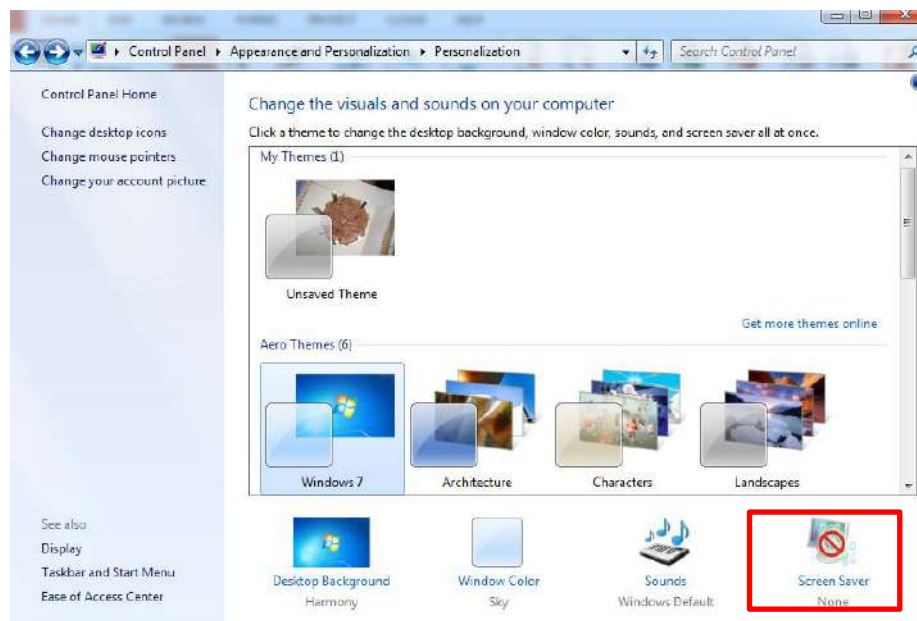 Control Panel ▸ Appearance and Personalization ▸ Personalization
Search Control Panel
Control Panel Home
Change desktop icons
Change mouse pointers
Change your account picture
Change the visuals and sounds on your computer
Click a theme to change the desktop background, window color, sounds, and screen saver all at once.
My Themes (1)
Unsaved Theme
Get more themes online
Aero Themes (6)
Windows 7
Architecture
Characters
Landscapes
See also
Display
Taskbar and Start Menu
Ease of Access Center
Desktop Background
Harmony
Window Color
Sky
Sounds
Windows Default
Screen Saver
None